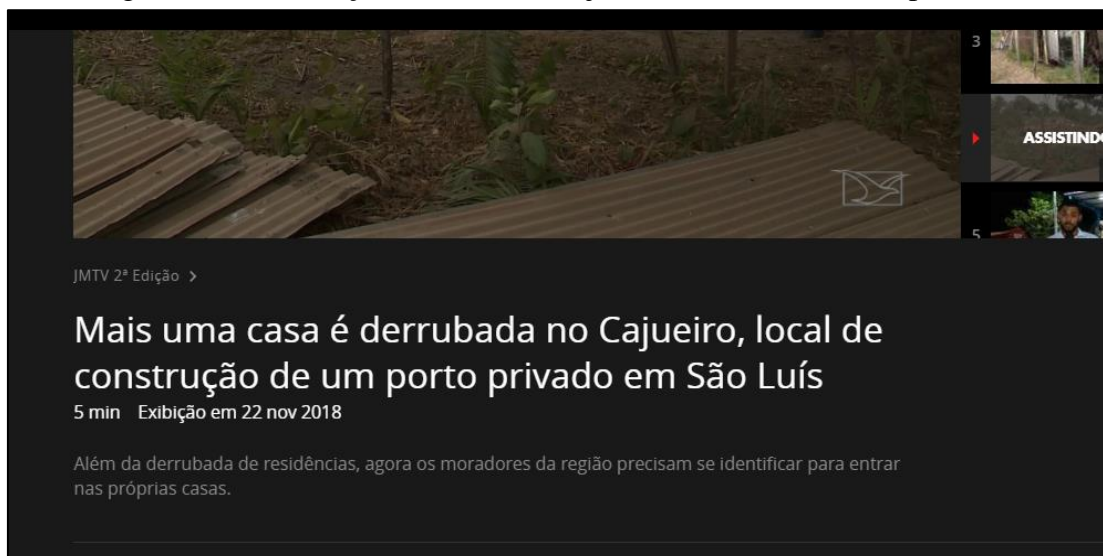 3
ASSISTINDO
5
JMTV 2ª Edição >
Mais uma casa é derrubada no Cajueiro, local de
construção de um porto privado em São Luís
5 min Exibição em 22 nov 2018
Além da derrubada de residências, agora os moradores da região precisam se identificar para entrar
nas próprias casas.